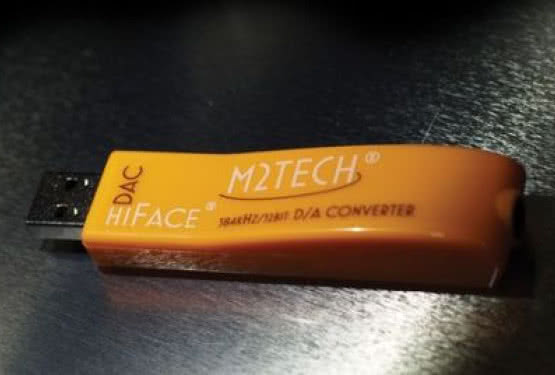 DAC
HIFACE®
M2TECH®
384KHZ/32BIT D/A CONVERTER